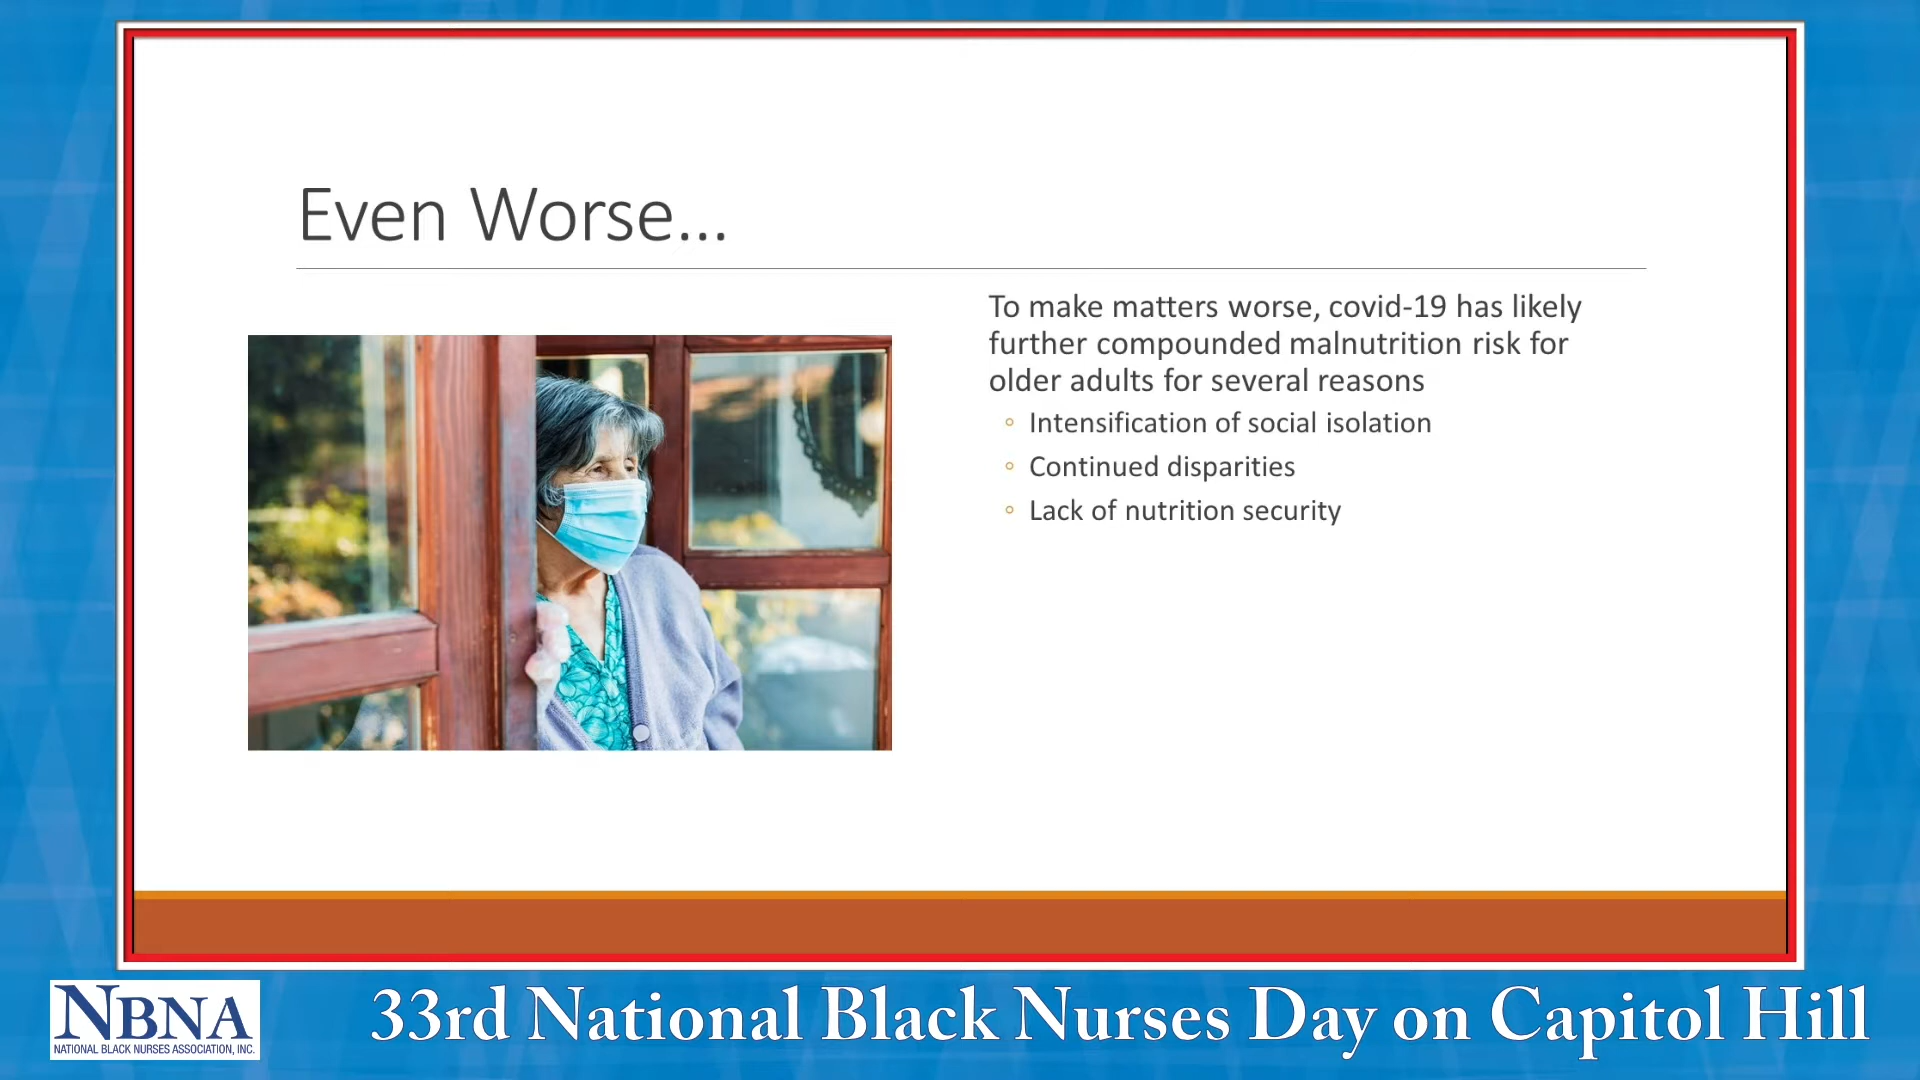 Even Worse...
To make matters worse, covid-19 has likely
further compounded malnutrition risk for
older adults for several reasons
◦ Intensification of social isolation
◦ Continued disparities
◦ Lack of nutrition security
NBNA
NATIONAL BLACK NURSES ASSOCIATION, INC.
33rd National Black Nurses Day on Capitol Hill